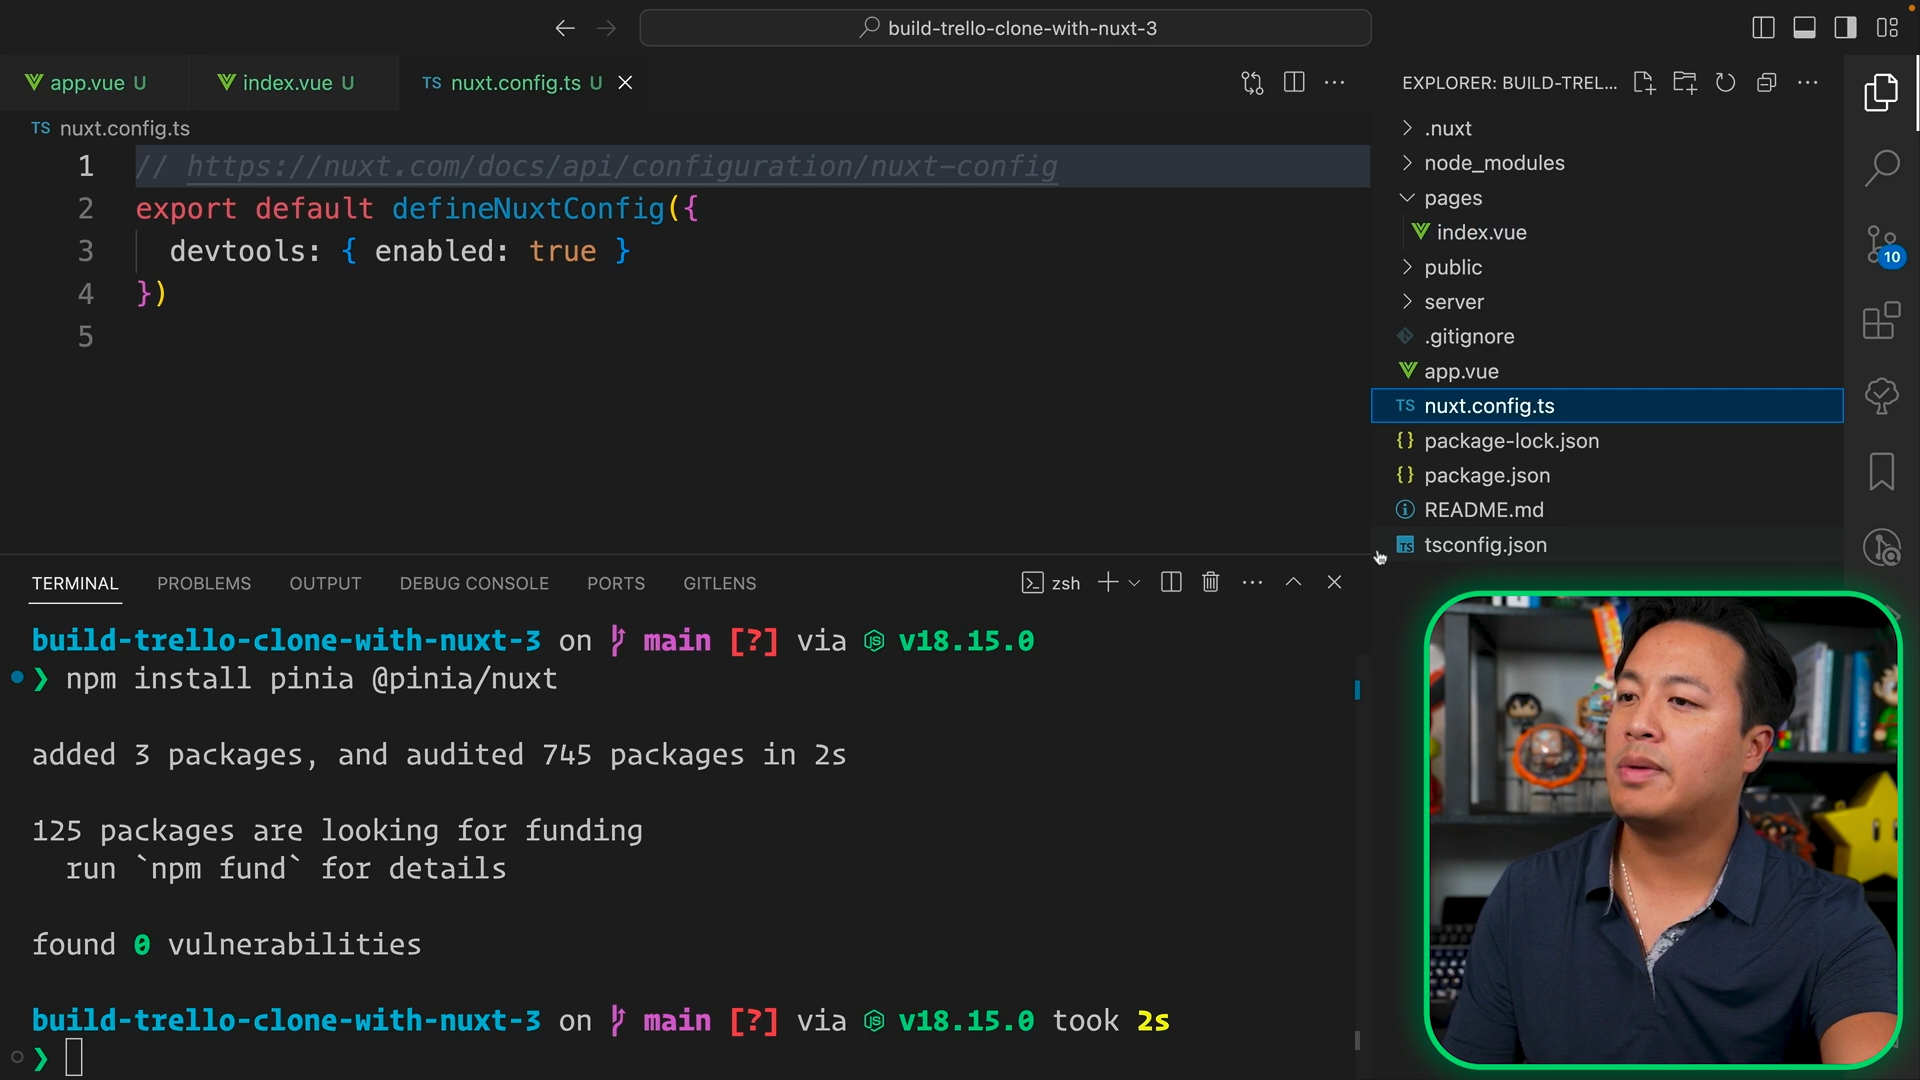 build-trello-clone-with-nuxt-3
app.vue U
index.vue U
TS nuxt.config.ts U
TS nuxt.config.ts
1 // https://nuxt.com/docs/api/configuration/nuxt-config
2 export default defineNuxtConfig({
3 devtools: { enabled: true }
4 })
5
EXPLORER: BUILD-TREL...
.nuxt
node_modules
pages
index.vue
public
server
.gitignore
app.vue
TS nuxt.config.ts
{} package-lock.json
{} package.json
README.md
TS tsconfig.json
10
TERMINAL PROBLEMS OUTPUT DEBUG CONSOLE PORTS GITLENS
zsh
build-trello-clone-with-nuxt-3 on main [?] via v18.15.0
❯ npm install pinia @pinia/nuxt
added 3 packages, and audited 745 packages in 2s
125 packages are looking for funding
run `npm fund` for details
found 0 vulnerabilities
build-trello-clone-with-nuxt-3 on main [?] via v18.15.0 took 2s
❯